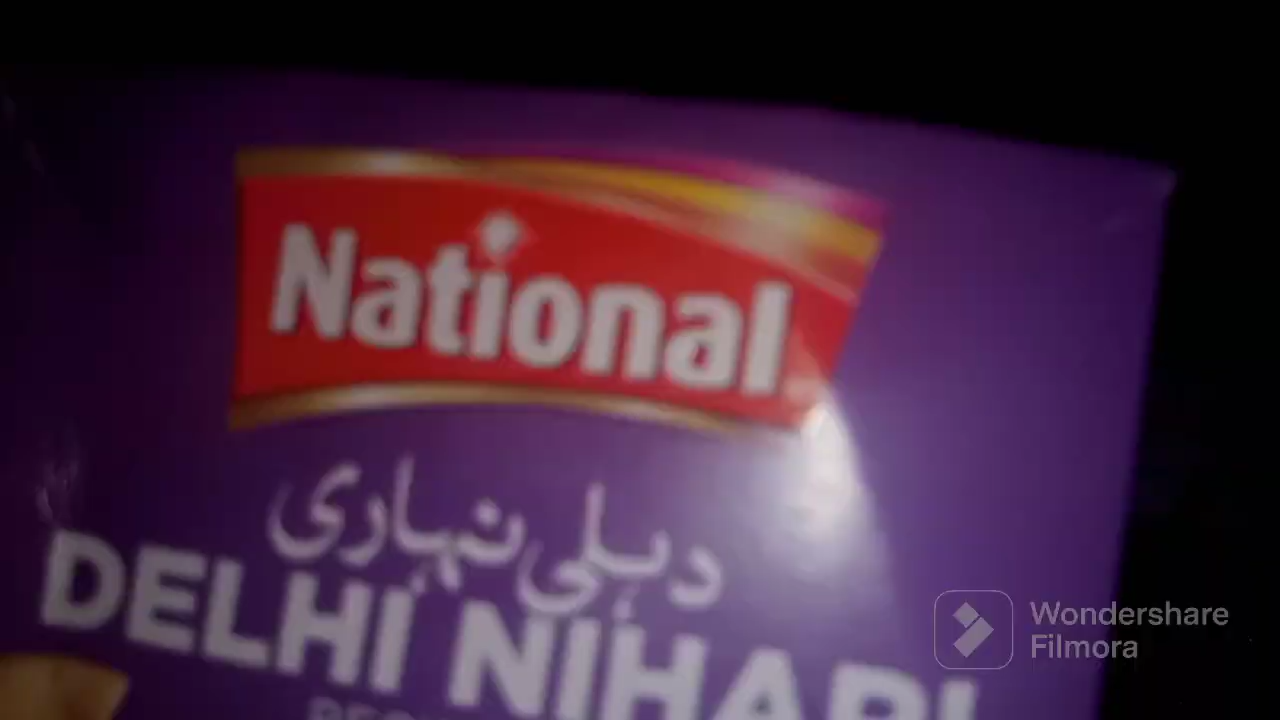 National
دہلی نہاری
DELHI NIHARI
Wondershare
Filmora